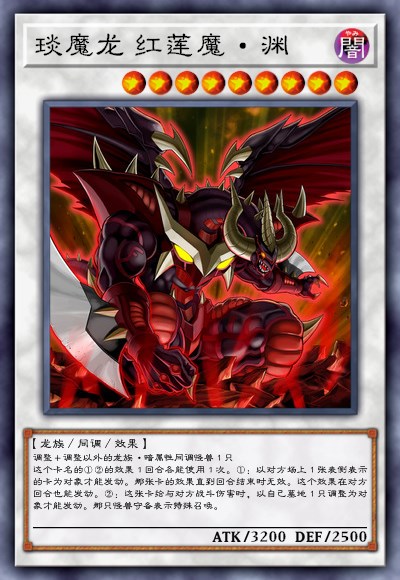 琰魔龙 红莲魔·渊
やみ
闇
【龙族／同调／效果】
调整＋调整以外的龙族·暗属性同调怪兽1只
这个卡名的①②的效果1回合各能使用1次。①：以对方场上1张表侧表示
的卡为对象才能发动。那张卡的效果直到回合结束时无效。这个效果在对方
回合也能发动。②：这张卡给与对方战斗伤害时，以自己墓地1只调整为对
象才能发动。那只怪兽守备表示特殊召唤。
ATK/3200 DEF/2500